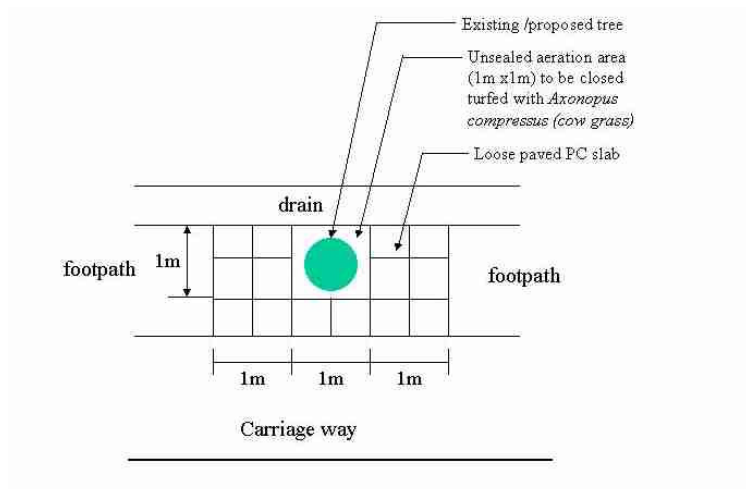 Existing /proposed tree
Unsealed aeration area
(1m x1m) to be closed
turfed with Axonopus
compressus (cow grass)
Loose paved PC slab
drain
footpath
1m
footpath
1m
1m
1m
Carriage way